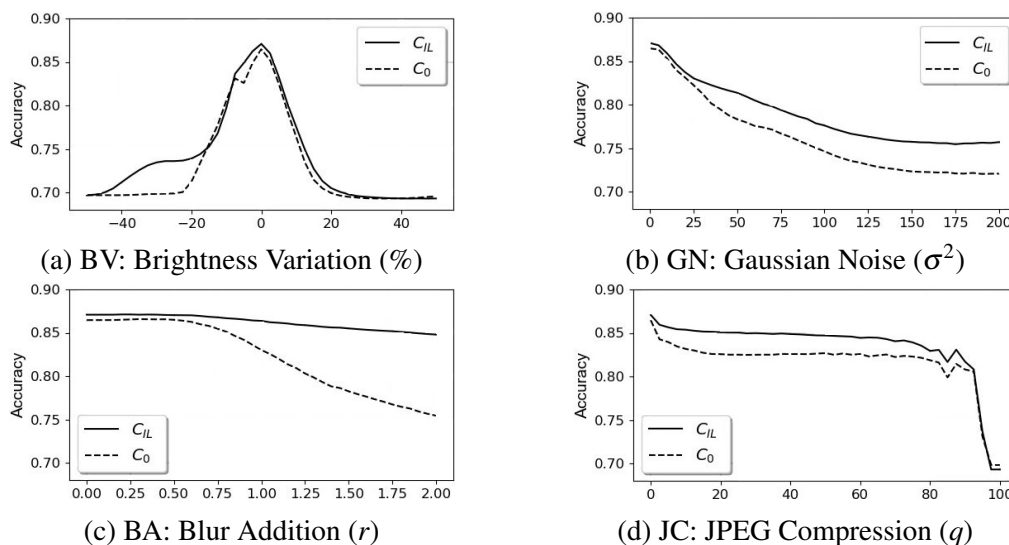 0.90
0.85
0.80
0.75
0.70
Accuracy
C_IL
C_0
−40 −20 0 20 40
(a) BV: Brightness Variation (%)
0.90
0.85
0.80
0.75
0.70
Accuracy
C_IL
C_0
0 25 50 75 100 125 150 175 200
(b) GN: Gaussian Noise (σ²)
0.90
0.85
0.80
0.75
0.70
Accuracy
C_IL
C_0
0.00 0.25 0.50 0.75 1.00 1.25 1.50 1.75 2.00
(c) BA: Blur Addition (r)
0.90
0.85
0.80
0.75
0.70
Accuracy
C_IL
C_0
0 20 40 60 80 100
(d) JC: JPEG Compression (q)